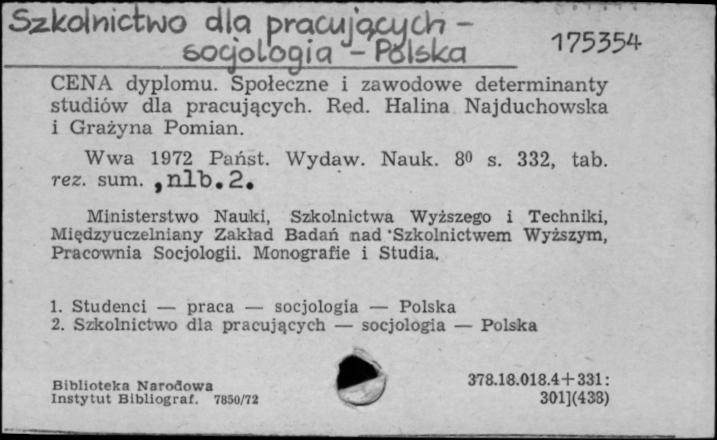 Szkolnictwo dla pracujących –
socjologia – Polska
175354
CENA dyplomu. Społeczne i zawodowe determinanty
studiów dla pracujących. Red. Halina Najduchowska
i Grażyna Pomian.
Wwa 1972 Państ. Wydaw. Nauk. 8⁰ s. 332, tab.
rez. sum. ,nlb.2.
Ministerstwo Nauki, Szkolnictwa Wyższego i Techniki,
Międzyuczelniany Zakład Badań nad Szkolnictwem Wyższym,
Pracownia Socjologii. Monografie i Studia.
1. Studenci — praca — socjologia — Polska
2. Szkolnictwo dla pracujących — socjologia — Polska
Biblioteka Narodowa
Instytut Bibliograf. 7850/72
378.18.018.4+331:
301](438)